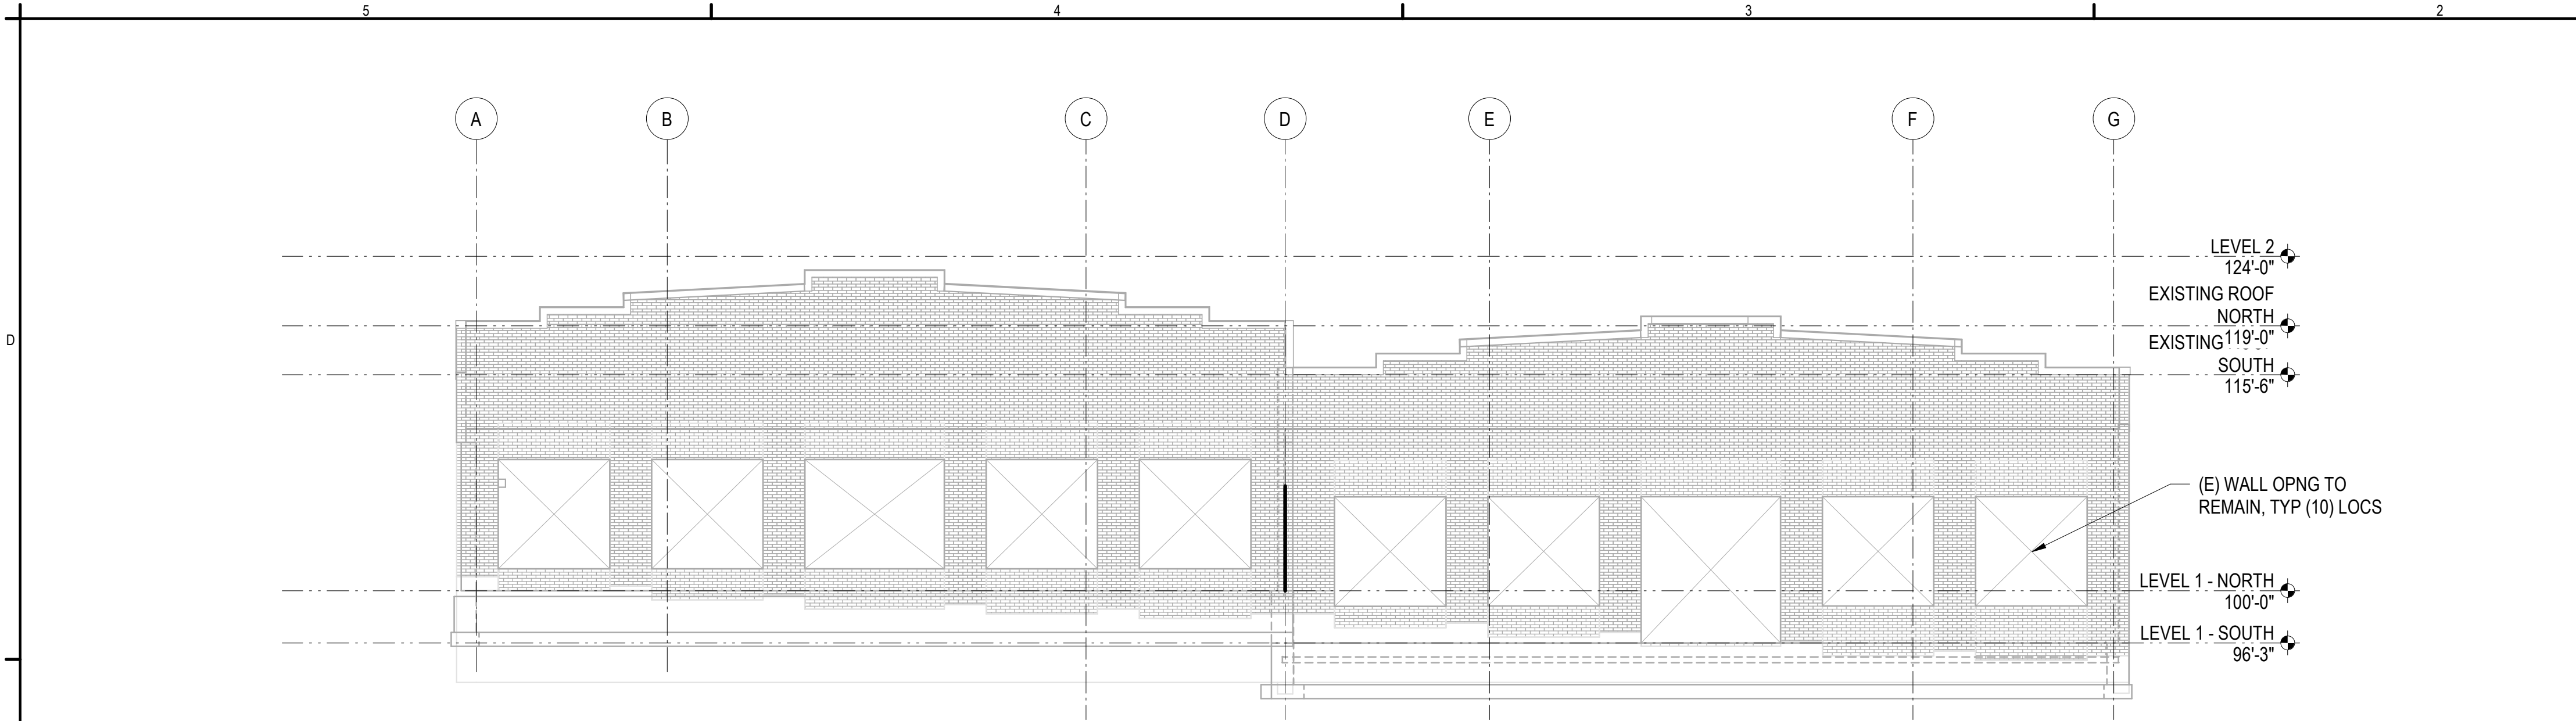 5 4 3 2
A B C D E F G
LEVEL 2
124'-0"
EXISTING ROOF
NORTH
119'-0"
EXISTING
SOUTH
115'-6"
D
(E) WALL OPNG TO
REMAIN, TYP (10) LOCS
LEVEL 1 - NORTH
100'-0"
LEVEL 1 - SOUTH
96'-3"